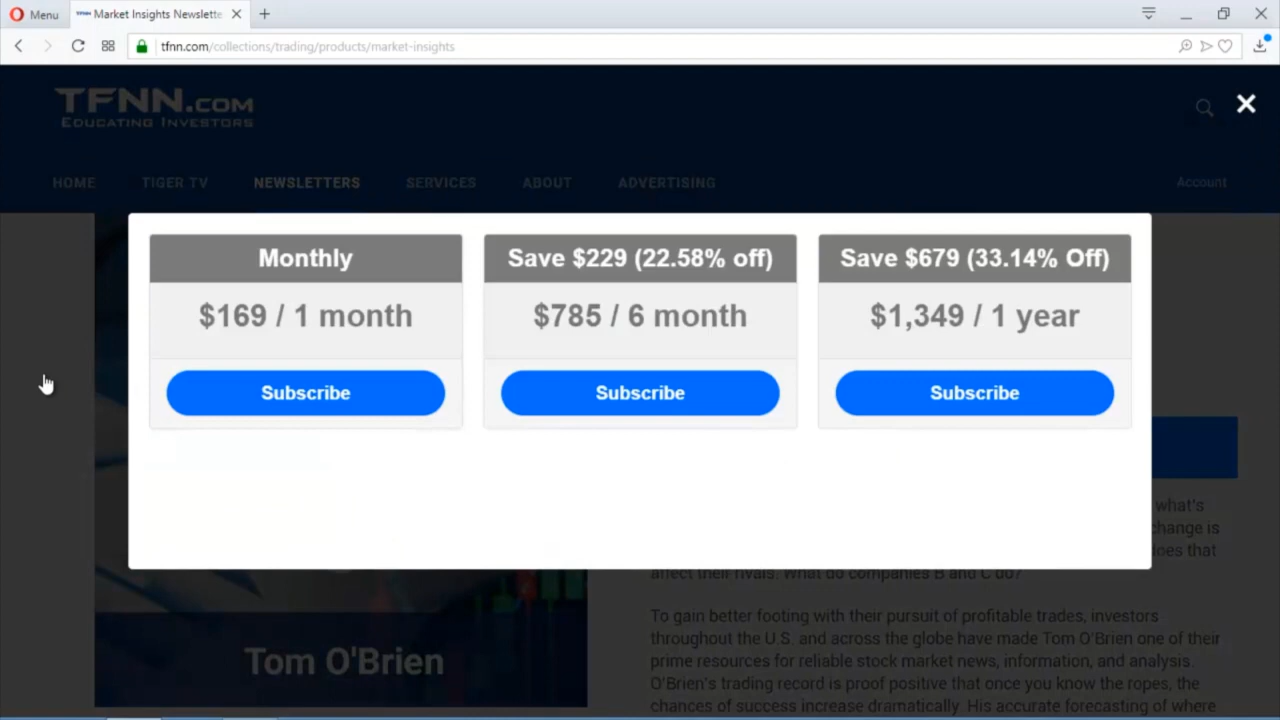 Menu
Market Insights Newslette
tfnn.com/collections/trading/products/market-insights
TFNN.COM
EDUCATING INVESTORS
HOME TIGER TV NEWSLETTERS SERVICES ABOUT ADVERTISING Account
Monthly
$169 / 1 month
Subscribe
Save $229 (22.58% off)
$785 / 6 month
Subscribe
Save $679 (33.14% Off)
$1,349 / 1 year
Subscribe
what's
change is
that
affect their rivals. What do companies B and C do?
To gain better footing with their pursuit of profitable trades, investors
throughout the U.S. and across the globe have made Tom O'Brien one of their
prime resources for reliable stock market news, information, and analysis.
O'Brien's trading record is proof positive that once you know the ropes, the
chances of success increase dramatically. His accurate forecasting of where
Tom O'Brien